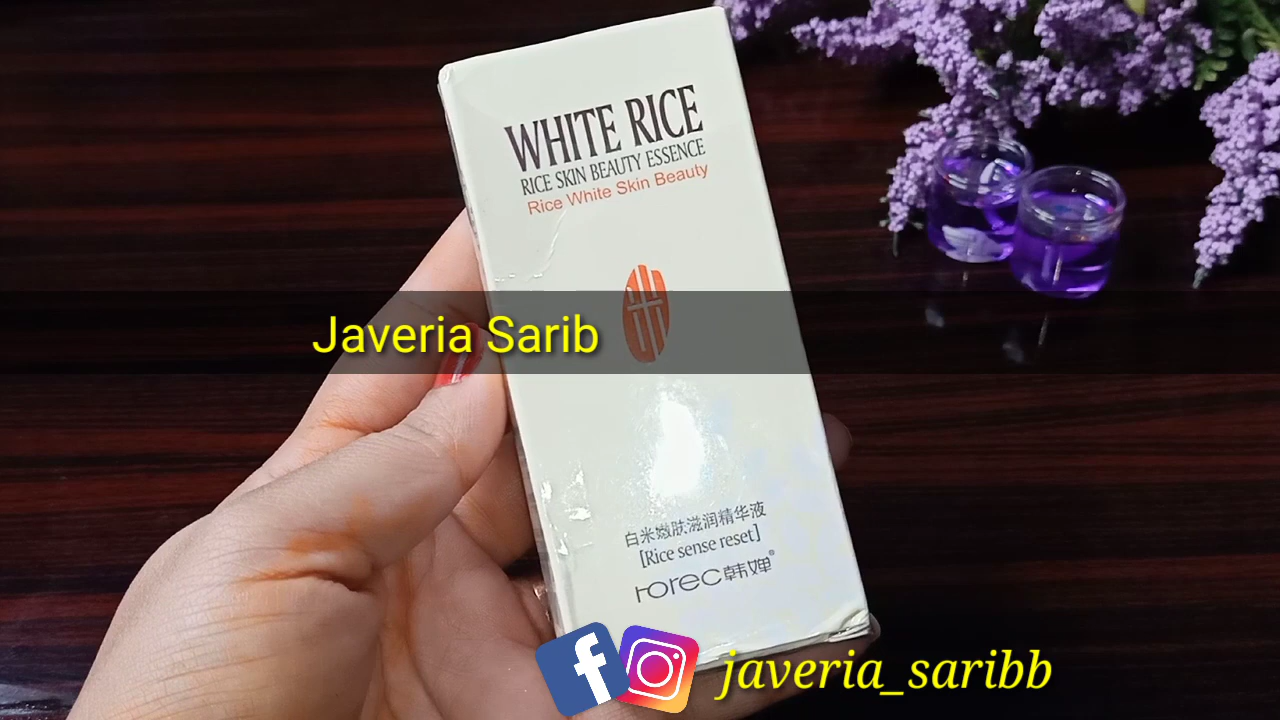 WHITE RICE
RICE SKIN BEAUTY ESSENCE
Rice White Skin Beauty
Javeria Sarib
白米嫩肤滋润精华液
[Rice sense reset]
rorec韩婵®
javeria_saribb